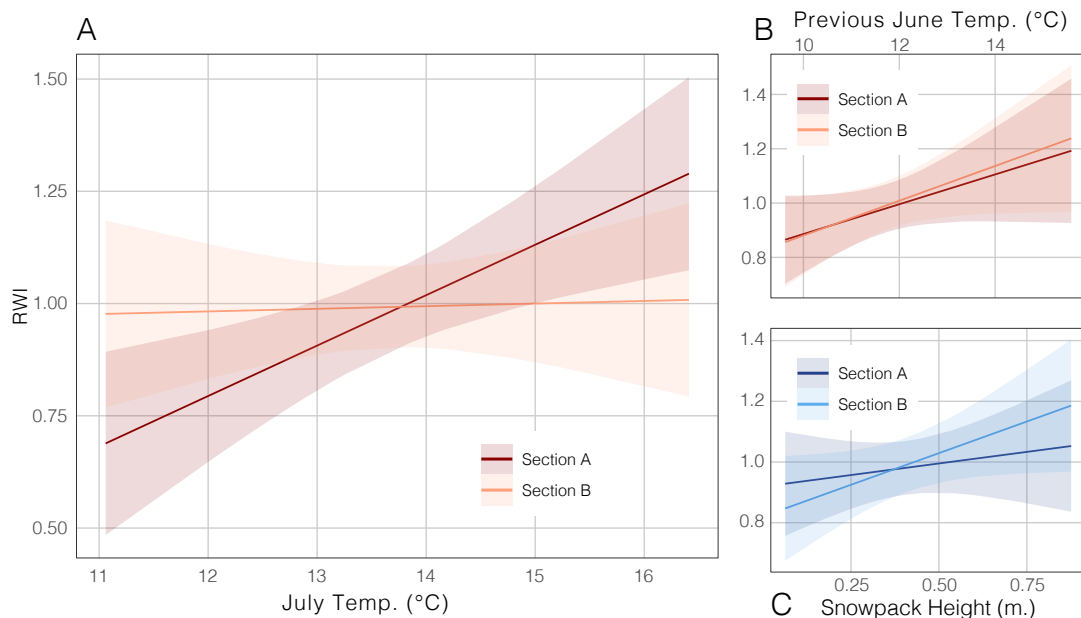 A
RWI
1.50
1.25
1.00
0.75
0.50
Section A
Section B
11 12 13 14 15 16
July Temp. (°C)
B
Previous June Temp. (°C)
10 12 14
1.4
1.2
1.0
0.8
Section A
Section B
1.4
1.2
1.0
0.8
Section A
Section B
0.25 0.50 0.75
C
Snowpack Height (m.)